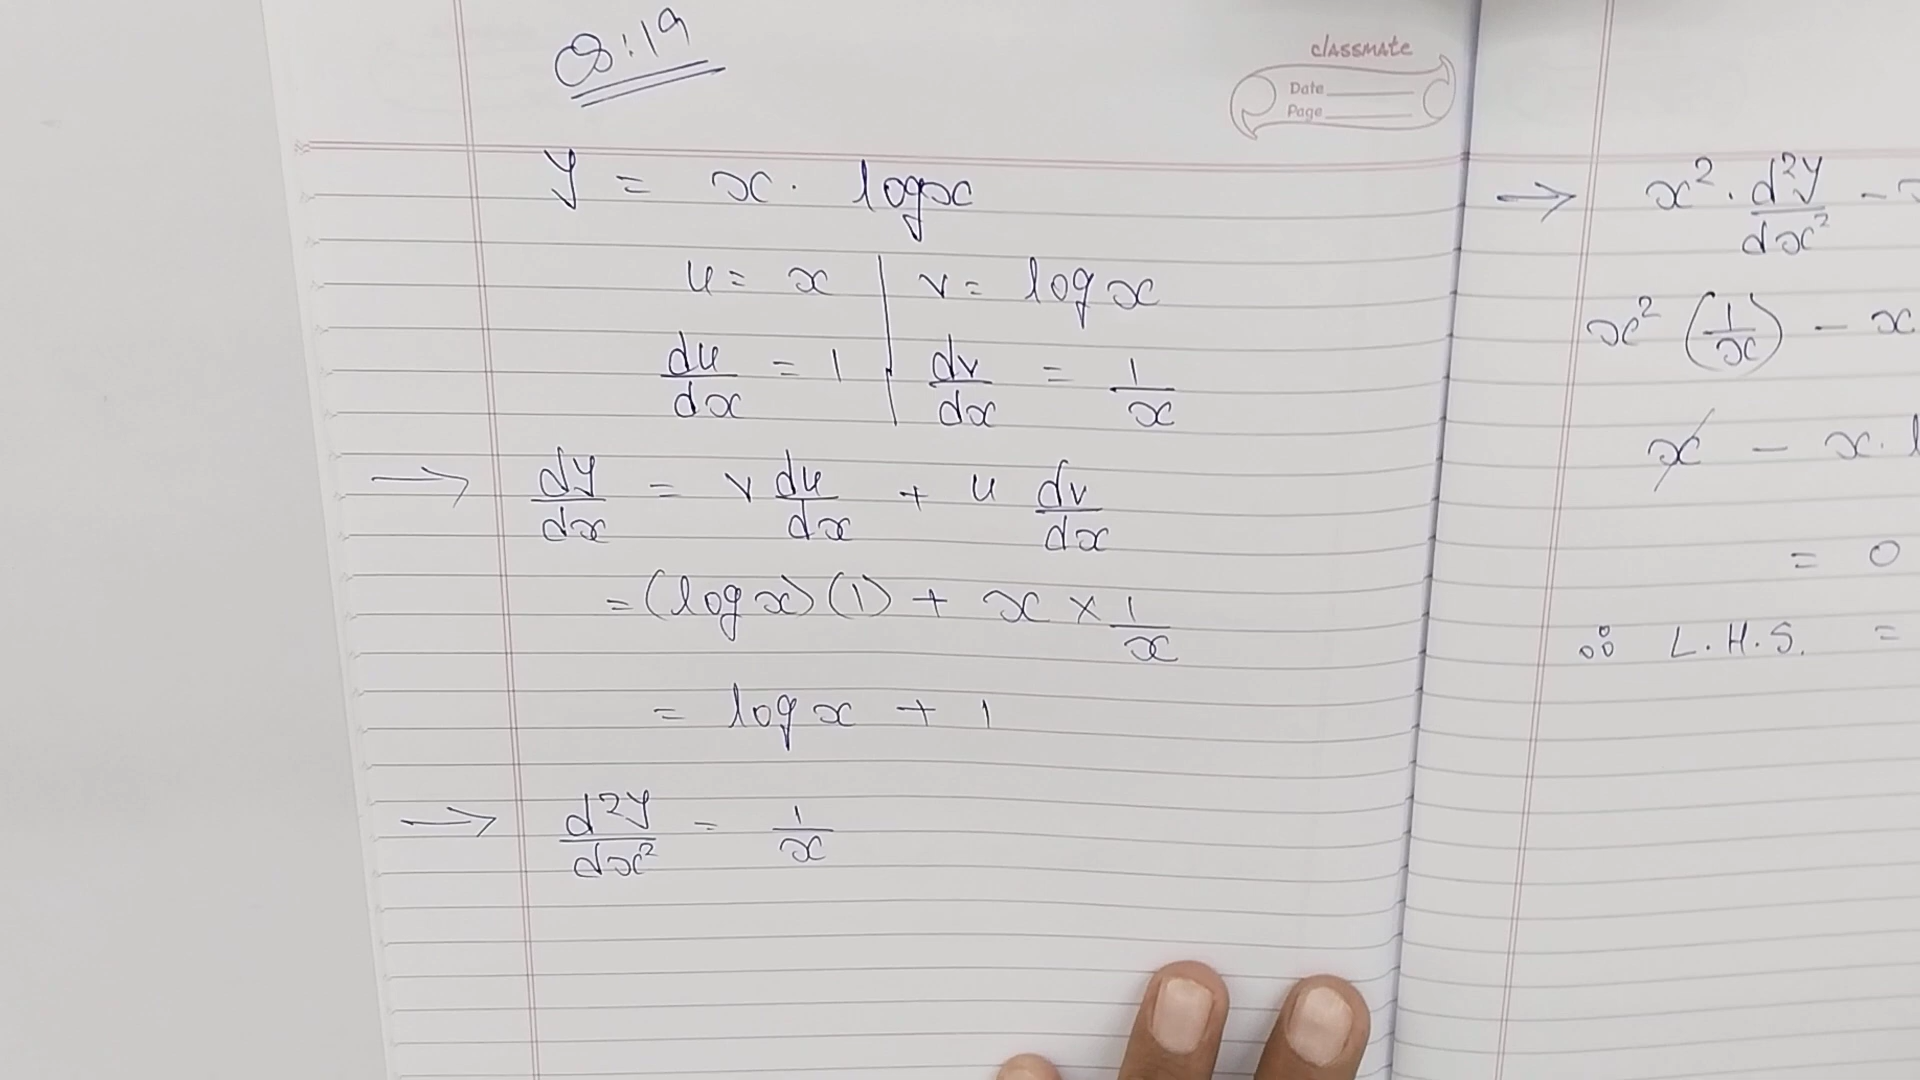 Q:19
classmate
Date
Page
y = x · log x
u = x | v = log x
du/dx = 1 | dv/dx = 1/x
→ dy/dx = v du/dx + u dv/dx
= (log x) (1) + x × 1/x
= log x + 1
→ d²y/dx² = 1/x
→ x² · d²y/dx² -
x² (1/x) - x
x - x ·
= 0
∴ L.H.S. =